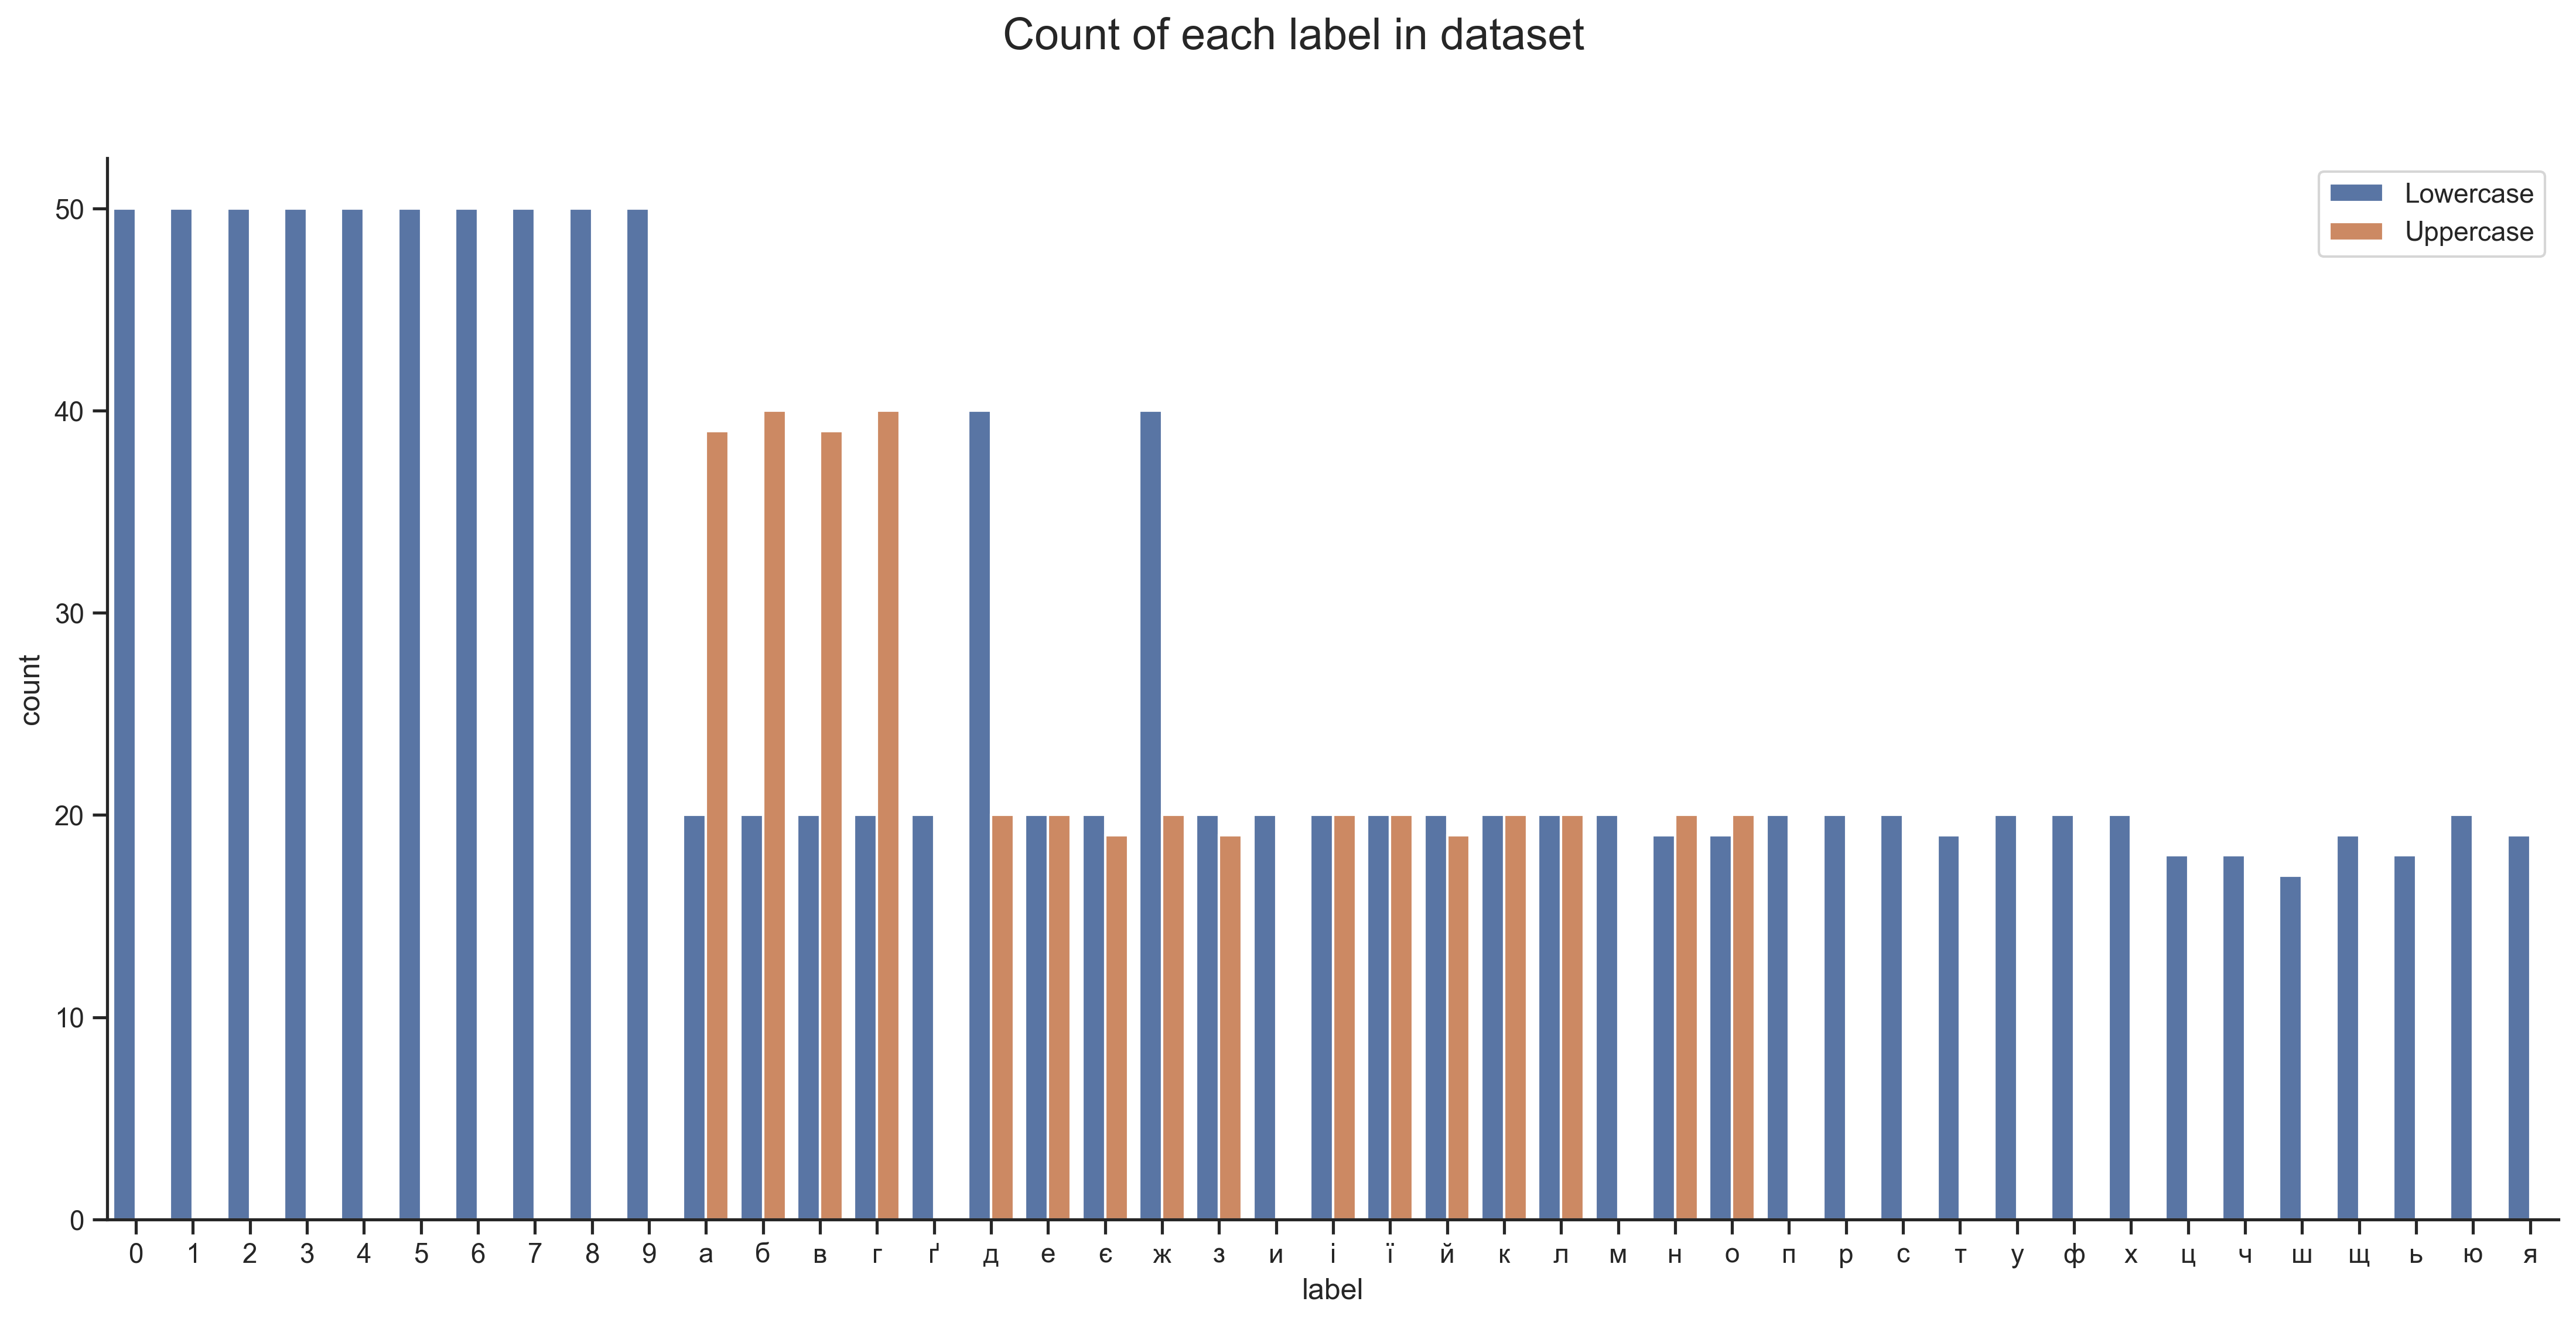 Count of each label in dataset
Lowercase
Uppercase
50
40
30
20
10
0
count
0 1 2 3 4 5 6 7 8 9 а б в г ґ д е є ж з и і ї й к л м н о п р с т у ф х ц ч ш щ ь ю я
label